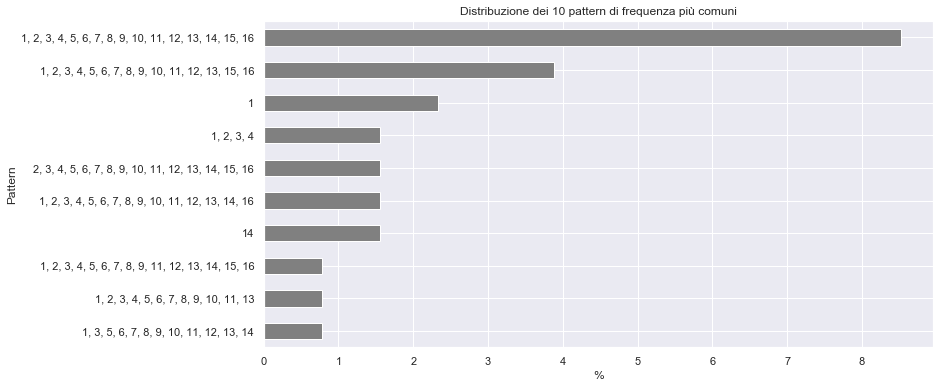 Distribuzione dei 10 pattern di frequenza più comuni
1, 2, 3, 4, 5, 6, 7, 8, 9, 10, 11, 12, 13, 14, 15, 16
1, 2, 3, 4, 5, 6, 7, 8, 9, 10, 11, 12, 13, 15, 16
1
1, 2, 3, 4
2, 3, 4, 5, 6, 7, 8, 9, 10, 11, 12, 13, 14, 15, 16
1, 2, 3, 4, 5, 6, 7, 8, 9, 10, 11, 12, 13, 14, 16
14
1, 2, 3, 4, 5, 6, 7, 8, 9, 11, 12, 13, 14, 15, 16
1, 2, 3, 4, 5, 6, 7, 8, 9, 10, 11, 13
1, 3, 5, 6, 7, 8, 9, 10, 11, 12, 13, 14
Pattern
0 1 2 3 4 5 6 7 8
%